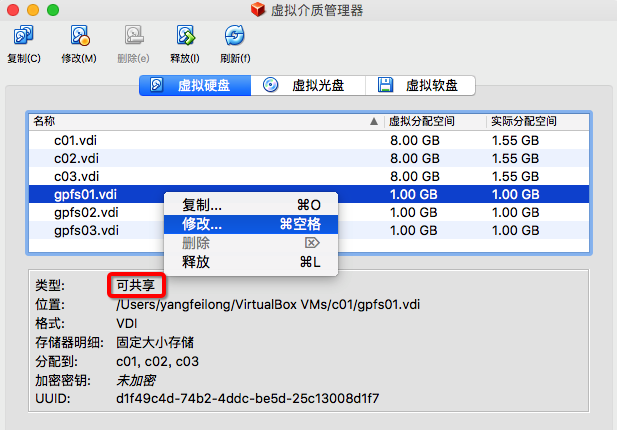 虚拟介质管理器
复制(C) 修改(M) 删除(e) 释放(I) 刷新(f)
虚拟硬盘 虚拟光盘 虚拟软盘
名称 虚拟分配空间 实际分配空间
c01.vdi 8.00 GB 1.55 GB
c02.vdi 8.00 GB 1.55 GB
c03.vdi 8.00 GB 1.55 GB
gpfs01.vdi 1.00 GB 1.00 GB
gpfs02.vdi 1.00 GB 1.00 GB
gpfs03.vdi 1.00 GB 1.00 GB
复制... ⌘O
修改... ⌘空格
删除 ⌦
释放 ⌘L
类型: 可共享
位置: /Users/yangfeilong/VirtualBox VMs/c01/gpfs01.vdi
格式: VDI
存储器明细: 固定大小存储
分配到: c01, c02, c03
加密密钥: 未加密
UUID: d1f49c4d-74b2-4ddc-be5d-25c13008d1f7